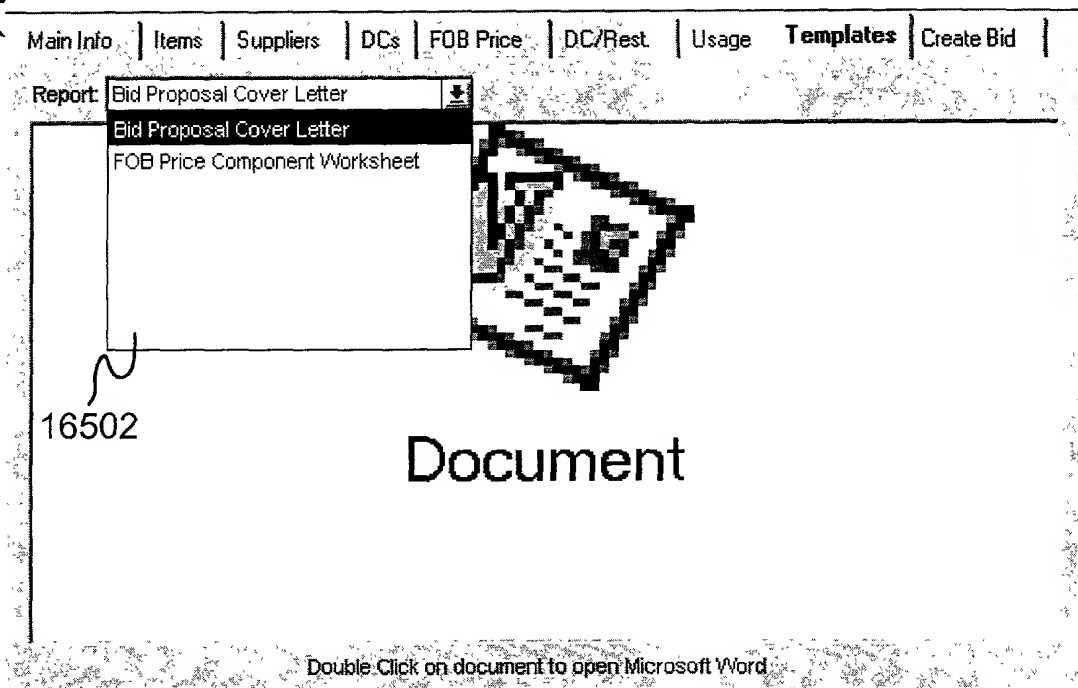 Main Info Items Suppliers DCs FOB Price DC/Rest. Usage Templates Create Bid
Report: Bid Proposal Cover Letter
Bid Proposal Cover Letter
FOB Price Component Worksheet
16502
Document
Double Click on document to open Microsoft Word